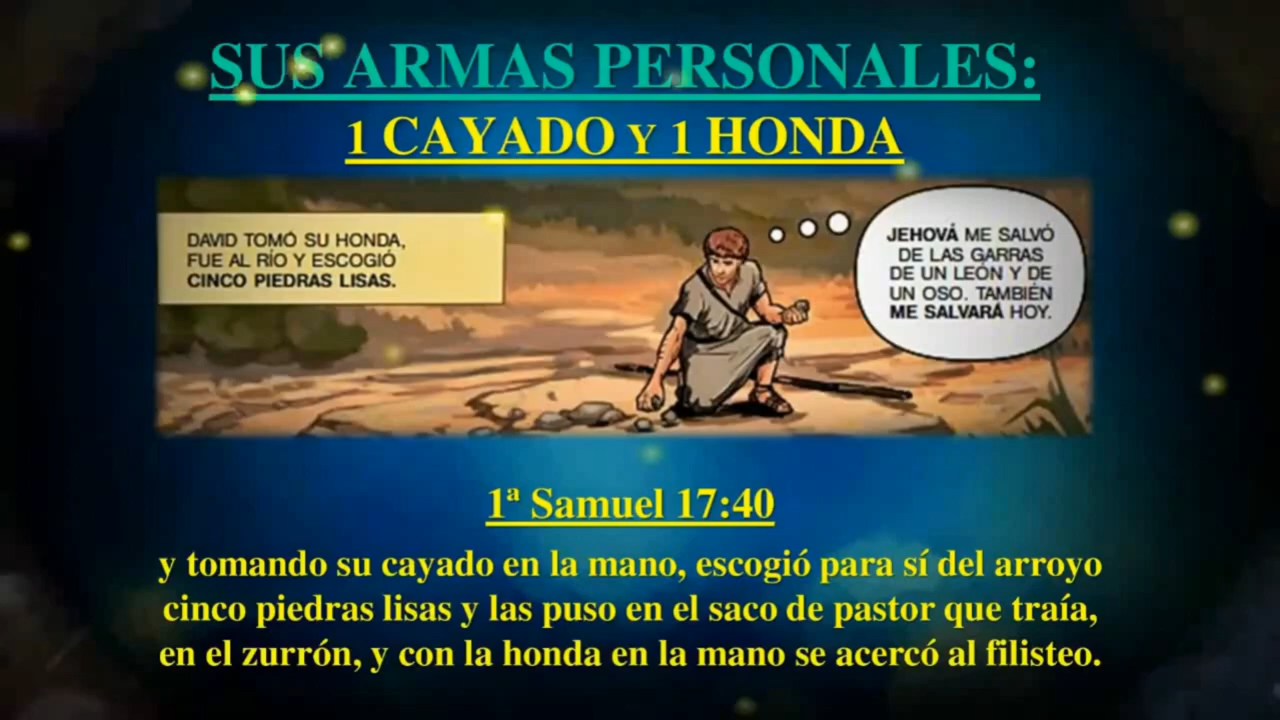 SUS ARMAS PERSONALES:
1 CAYADO Y 1 HONDA
DAVID TOMÓ SU HONDA,
FUE AL RÍO Y ESCOGIÓ
CINCO PIEDRAS LISAS.
JEHOVÁ ME SALVÓ
DE LAS GARRAS
DE UN LEÓN Y DE
UN OSO. TAMBIÉN
ME SALVARÁ HOY.
1ª Samuel 17:40
y tomando su cayado en la mano, escogió para sí del arroyo
cinco piedras lisas y las puso en el saco de pastor que traía,
en el zurrón, y con la honda en la mano se acercó al filisteo.